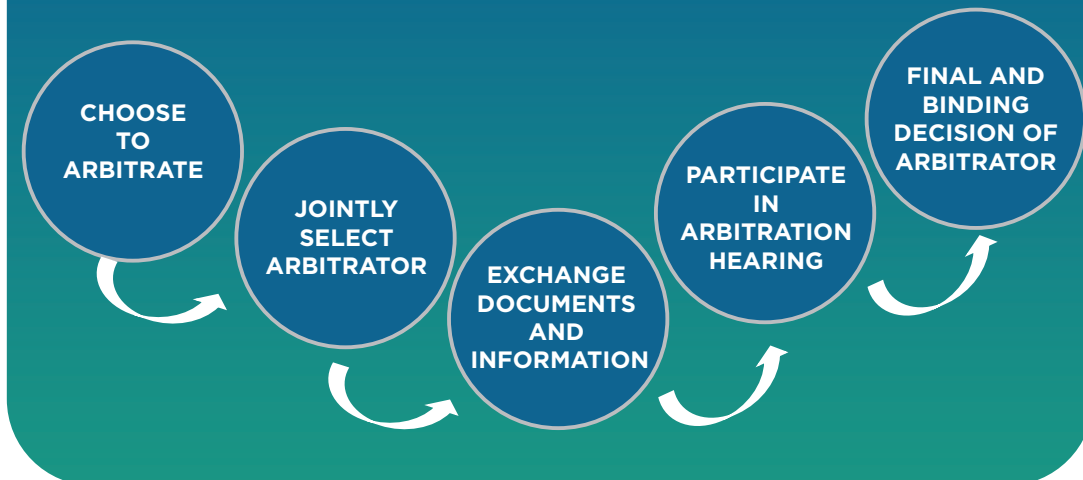 CHOOSE
TO
ARBITRATE
JOINTLY
SELECT
ARBITRATOR
EXCHANGE
DOCUMENTS
AND
INFORMATION
PARTICIPATE
IN
ARBITRATION
HEARING
FINAL AND
BINDING
DECISION OF
ARBITRATOR